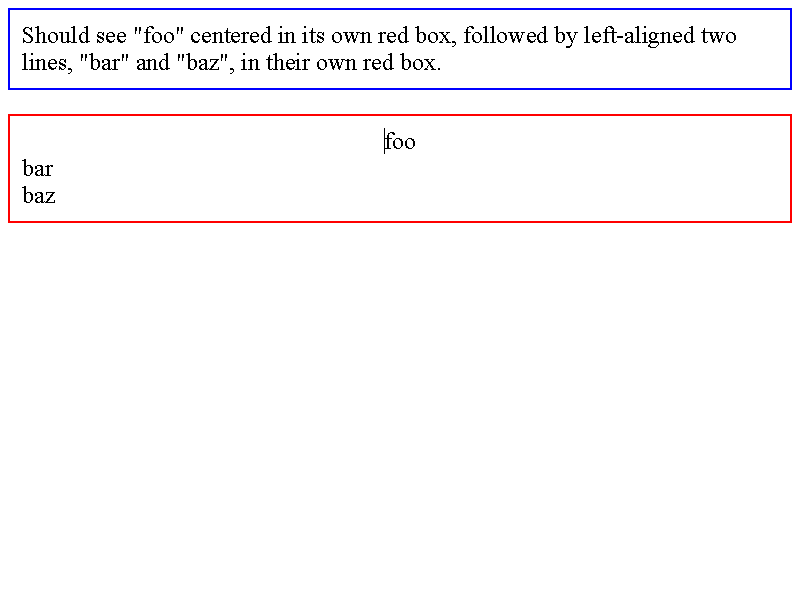 Should see "foo" centered in its own red box, followed by left-aligned two
lines, "bar" and "baz", in their own red box.
foo
bar
baz